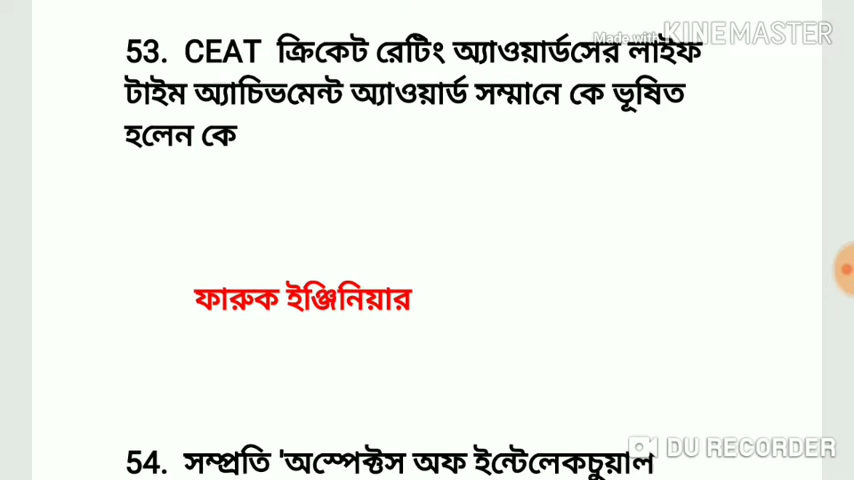 Made with KINEMASTER
53. CEAT ক্রিকেট রেটিং অ্যাওয়ার্ডসের লাইফ
টাইম অ্যাচিভমেন্ট অ্যাওয়ার্ড সম্মানে কে ভূষিত
হলেন কে
ফারুক ইঞ্জিনিয়ার
54. সম্প্রতি 'অস্পেক্টস অফ ইন্টেলেকচুয়াল
DU RECORDER